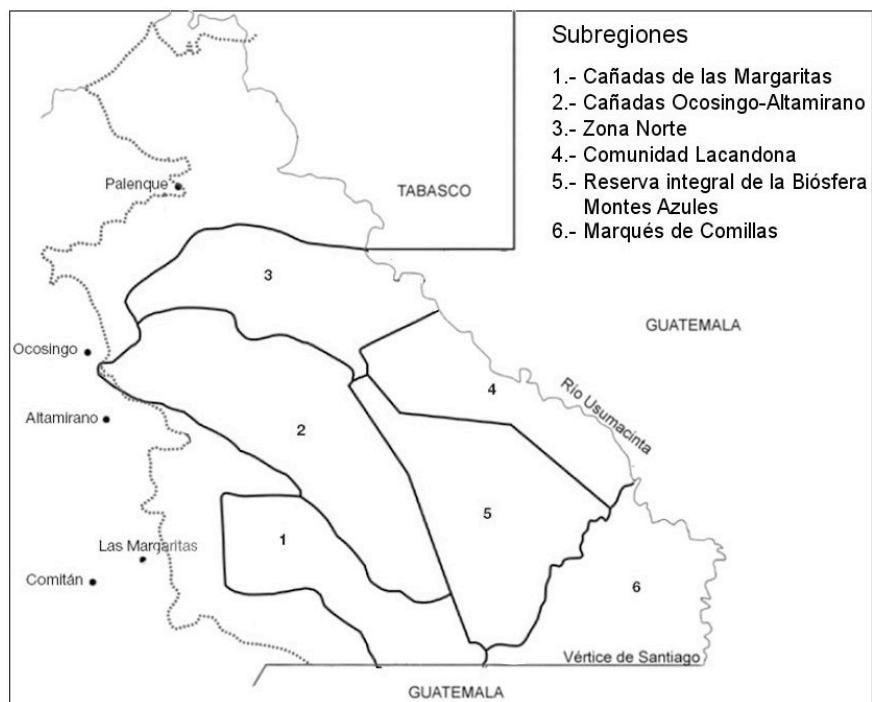 Subregiones
1.- Cañadas de las Margaritas
2.- Cañadas Ocosingo-Altamirano
3.- Zona Norte
4.- Comunidad Lacandona
5.- Reserva integral de la Biósfera
Montes Azules
6.- Marqués de Comillas
Palenque
TABASCO
3
GUATEMALA
Ocosingo
Río Usumacinta
4
Altamirano
2
5
1
Las Margaritas
Comitán
6
Vértice de Santiago
GUATEMALA